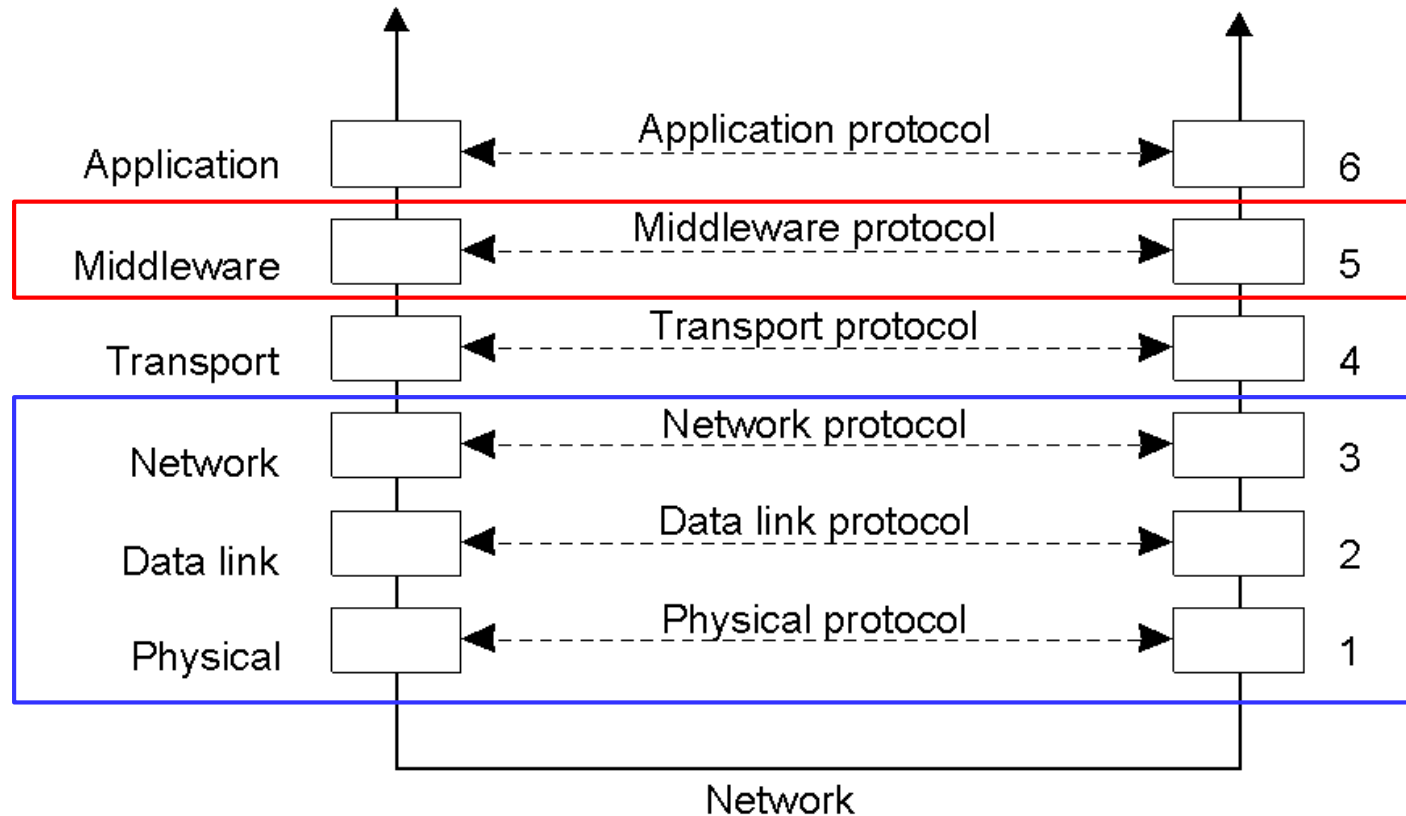 Application protocol
Application 6
Middleware protocol
Middleware 5
Transport protocol
Transport 4
Network protocol
Network 3
Data link protocol
Data link 2
Physical protocol
Physical 1
Network